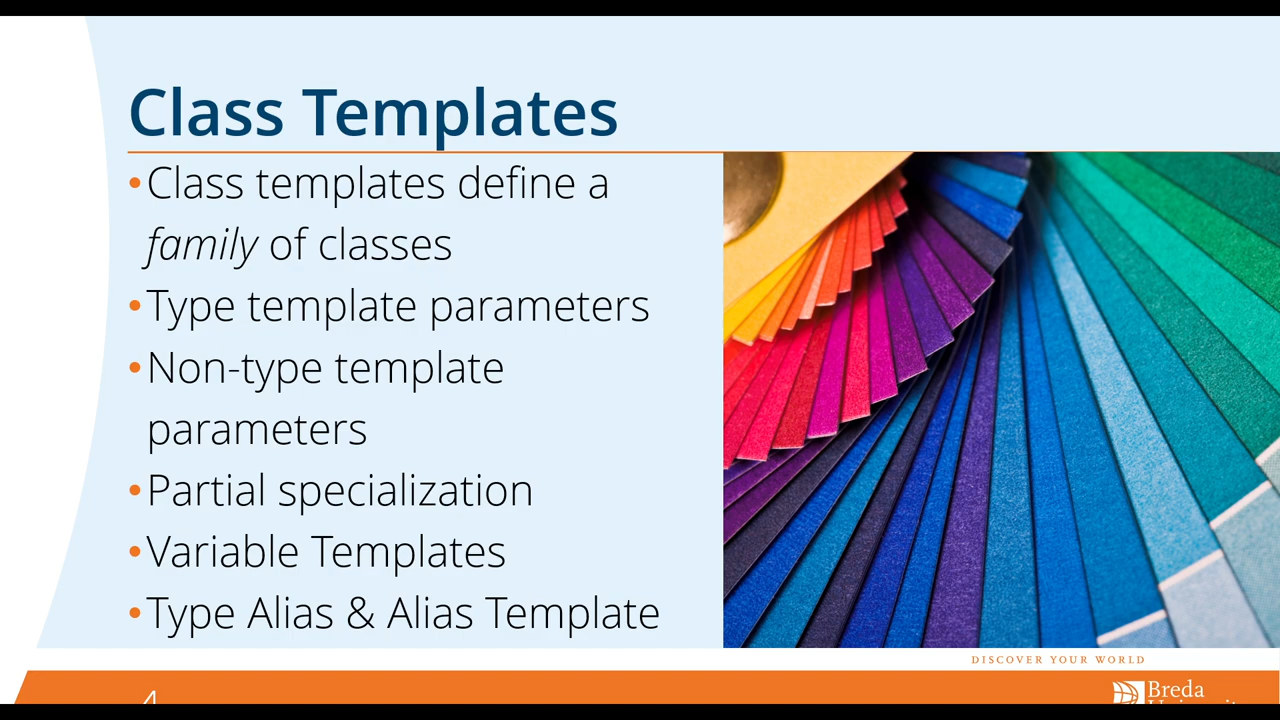 Class Templates
•Class templates define a
family of classes
•Type template parameters
•Non-type template
parameters
•Partial specialization
•Variable Templates
•Type Alias & Alias Template
DISCOVER YOUR WORLD
4
Breda